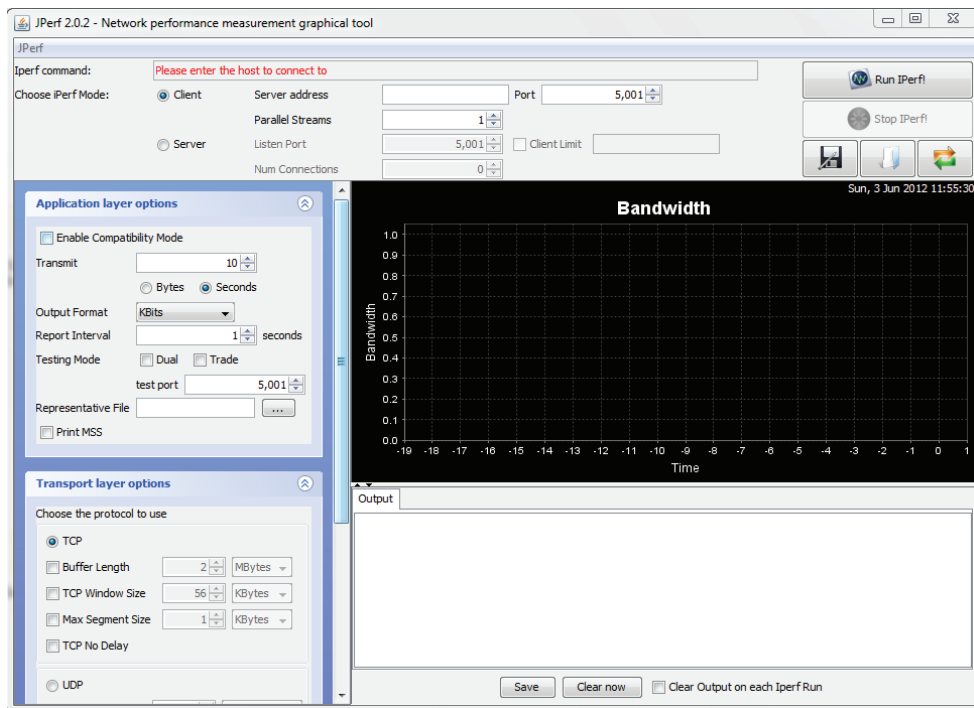 JPerf 2.0.2 - Network performance measurement graphical tool
JPerf
Iperf command: Please enter the host to connect to
Choose iPerf Mode: Client Server address Port 5,001
Parallel Streams 1
Server Listen Port 5,001 Client Limit
Num Connections 0
Run IPerf!
Stop IPerf!
Application layer options
Enable Compatibility Mode
Transmit 10
Bytes Seconds
Output Format KBits
Report Interval 1 seconds
Testing Mode Dual Trade
test port 5,001
Representative File ...
Print MSS
Transport layer options
Choose the protocol to use
TCP
Buffer Length 2 MBytes
TCP Window Size 56 KBytes
Max Segment Size 1 KBytes
TCP No Delay
UDP
Sun, 3 Jun 2012 11:55:30
Bandwidth
Bandwidth
1.0
0.9
0.8
0.7
0.6
0.5
0.4
0.3
0.2
0.1
0.0
-19 -18 -17 -16 -15 -14 -13 -12 -11 -10 -9 -8 -7 -6 -5 -4 -3 -2 -1 0 1
Time
Output
Save Clear now Clear Output on each Iperf Run